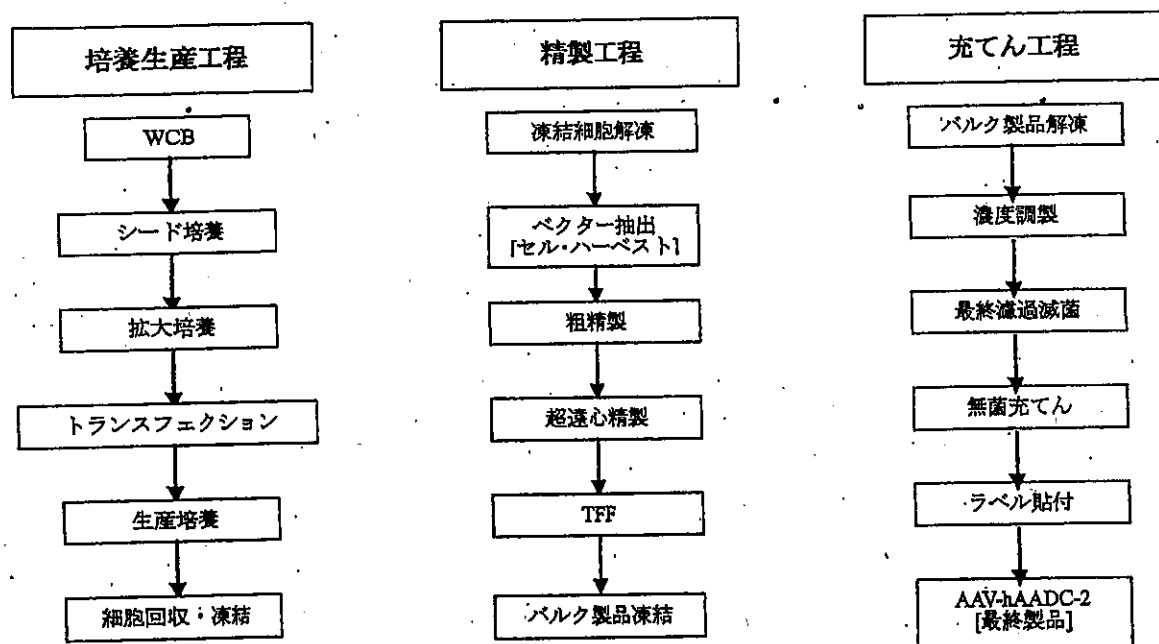 培養生産工程
WCB
シード培養
拡大培養
トランスフェクション
生産培養
細胞回収・凍結
精製工程
凍結細胞解凍
ベクター抽出
[セル・ハーベスト]
粗精製
超遠心精製
TFF
バルク製品凍結
充てん工程
バルク製品解凍
濃度調製
最終濾過滅菌
無菌充てん
ラベル貼付
AAV-hAADC-2
[最終製品]